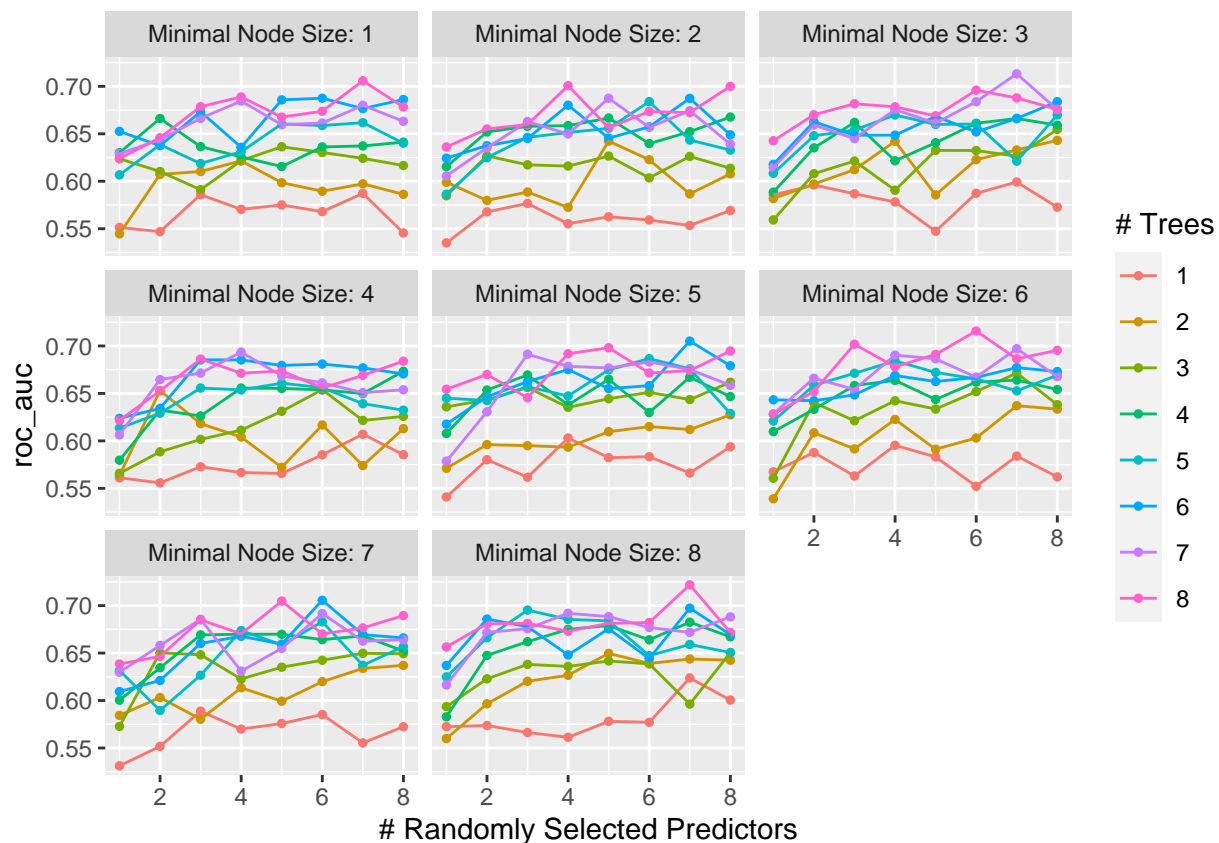 Minimal Node Size: 1
Minimal Node Size: 2
Minimal Node Size: 3
0.70
0.65
0.60
0.55
Minimal Node Size: 4
Minimal Node Size: 5
Minimal Node Size: 6
0.70
0.65
0.60
0.55
2 4 6 8
Minimal Node Size: 7
Minimal Node Size: 8
0.70
0.65
0.60
0.55
2 4 6 8
2 4 6 8
roc_auc
# Randomly Selected Predictors
# Trees
1
2
3
4
5
6
7
8